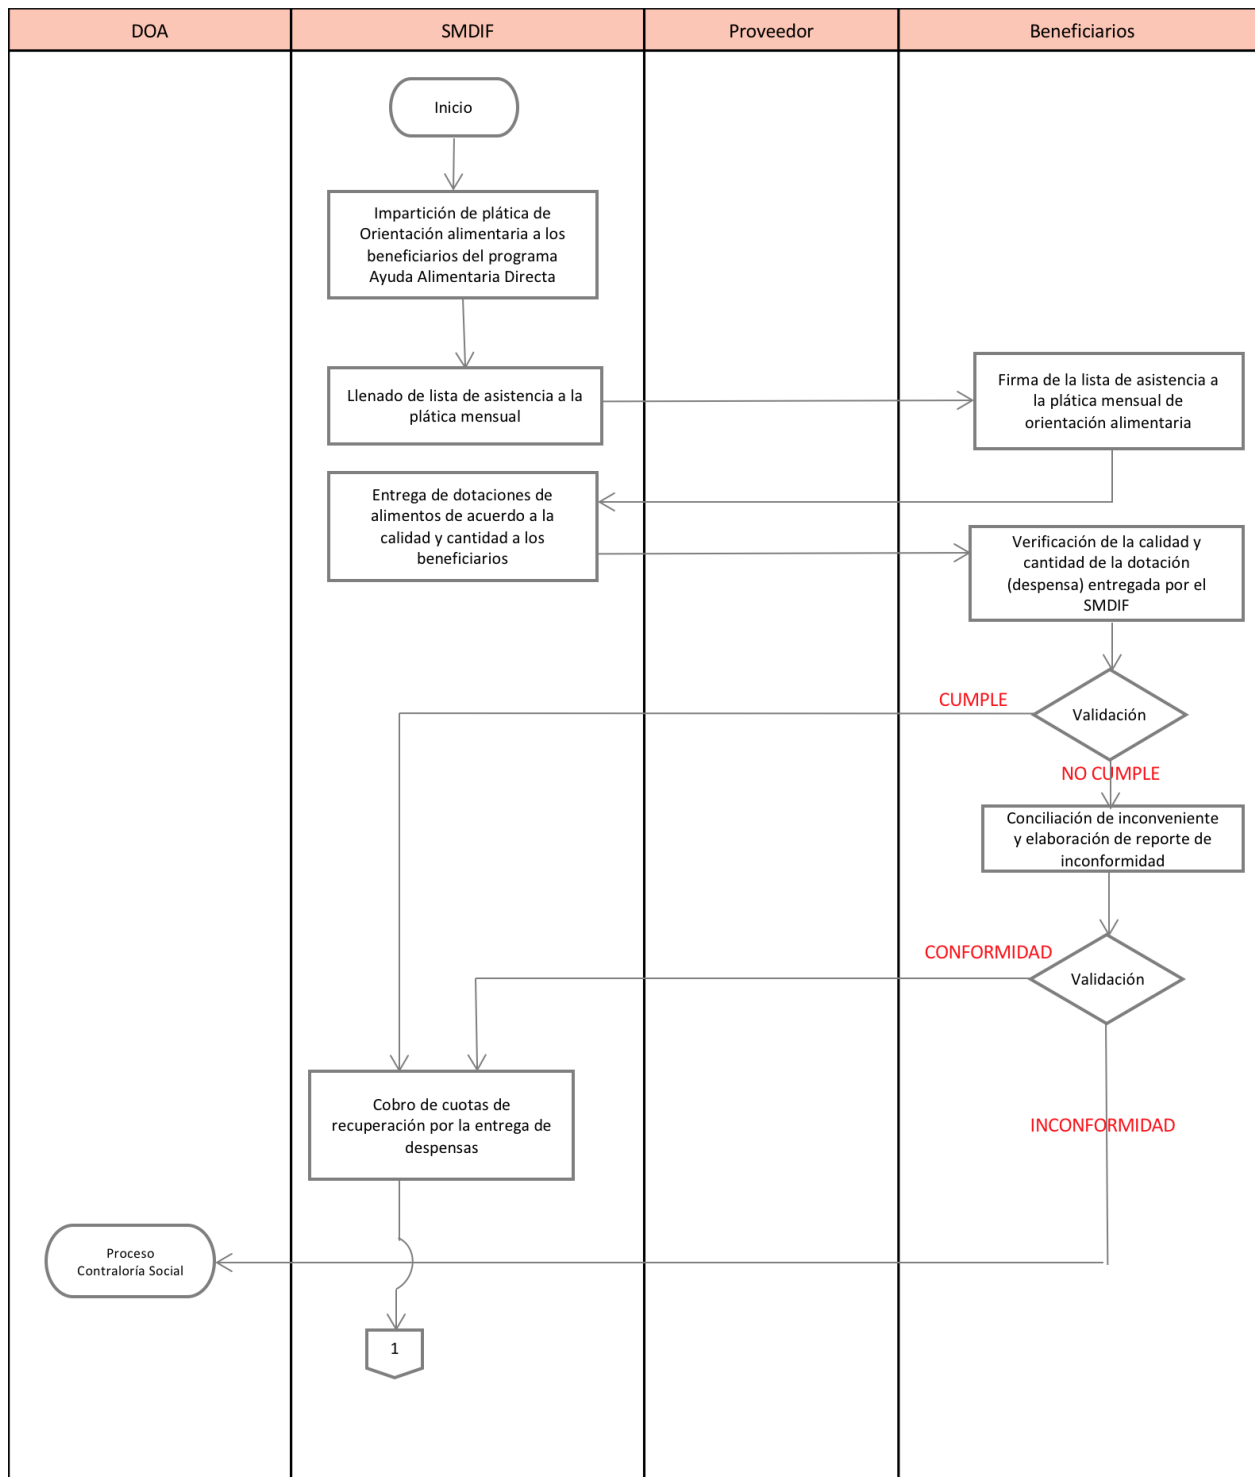 DOA
SMDIF
Proveedor
Beneficiarios
Inicio
Impartición de plática de
Orientación alimentaria a los
beneficiarios del programa
Ayuda Alimentaria Directa
Llenado de lista de asistencia a la
plática mensual
Firma de la lista de asistencia a
la plática mensual de
orientación alimentaria
Entrega de dotaciones de
alimentos de acuerdo a la
calidad y cantidad a los
beneficiarios
Verificación de la calidad y
cantidad de la dotación
(despensa) entregada por el
SMDIF
CUMPLE
Validación
NO CUMPLE
Conciliación de inconveniente
y elaboración de reporte de
inconformidad
CONFORMIDAD
Validación
Cobro de cuotas de
recuperación por la entrega de
despensas
INCONFORMIDAD
Proceso
Contraloría Social
1